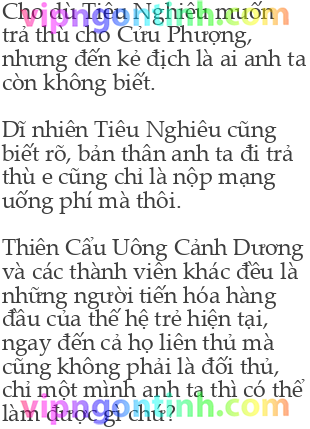 Cho dù Tiêu Nghiêu muốn
vipngontinh.com
trả thù cho Cửu Phượng,
nhưng đến kẻ địch là ai anh ta
còn không biết.
Dĩ nhiên Tiêu Nghiêu cũng
biết rõ, bản thân anh ta đi trả
thù e cũng chỉ là nộp mạng
uổng phí mà thôi.
Thiên Cẩu Uông Cảnh Dương
và các thành viên khác đều là
những người tiến hóa hàng
đầu của thế hệ trẻ hiện tại,
ngay đến cả họ liên thủ mà
cũng không phải là đối thủ,
chỉ một mình anh ta thì có thể
vipngontinh.com
làm được gì chứ?